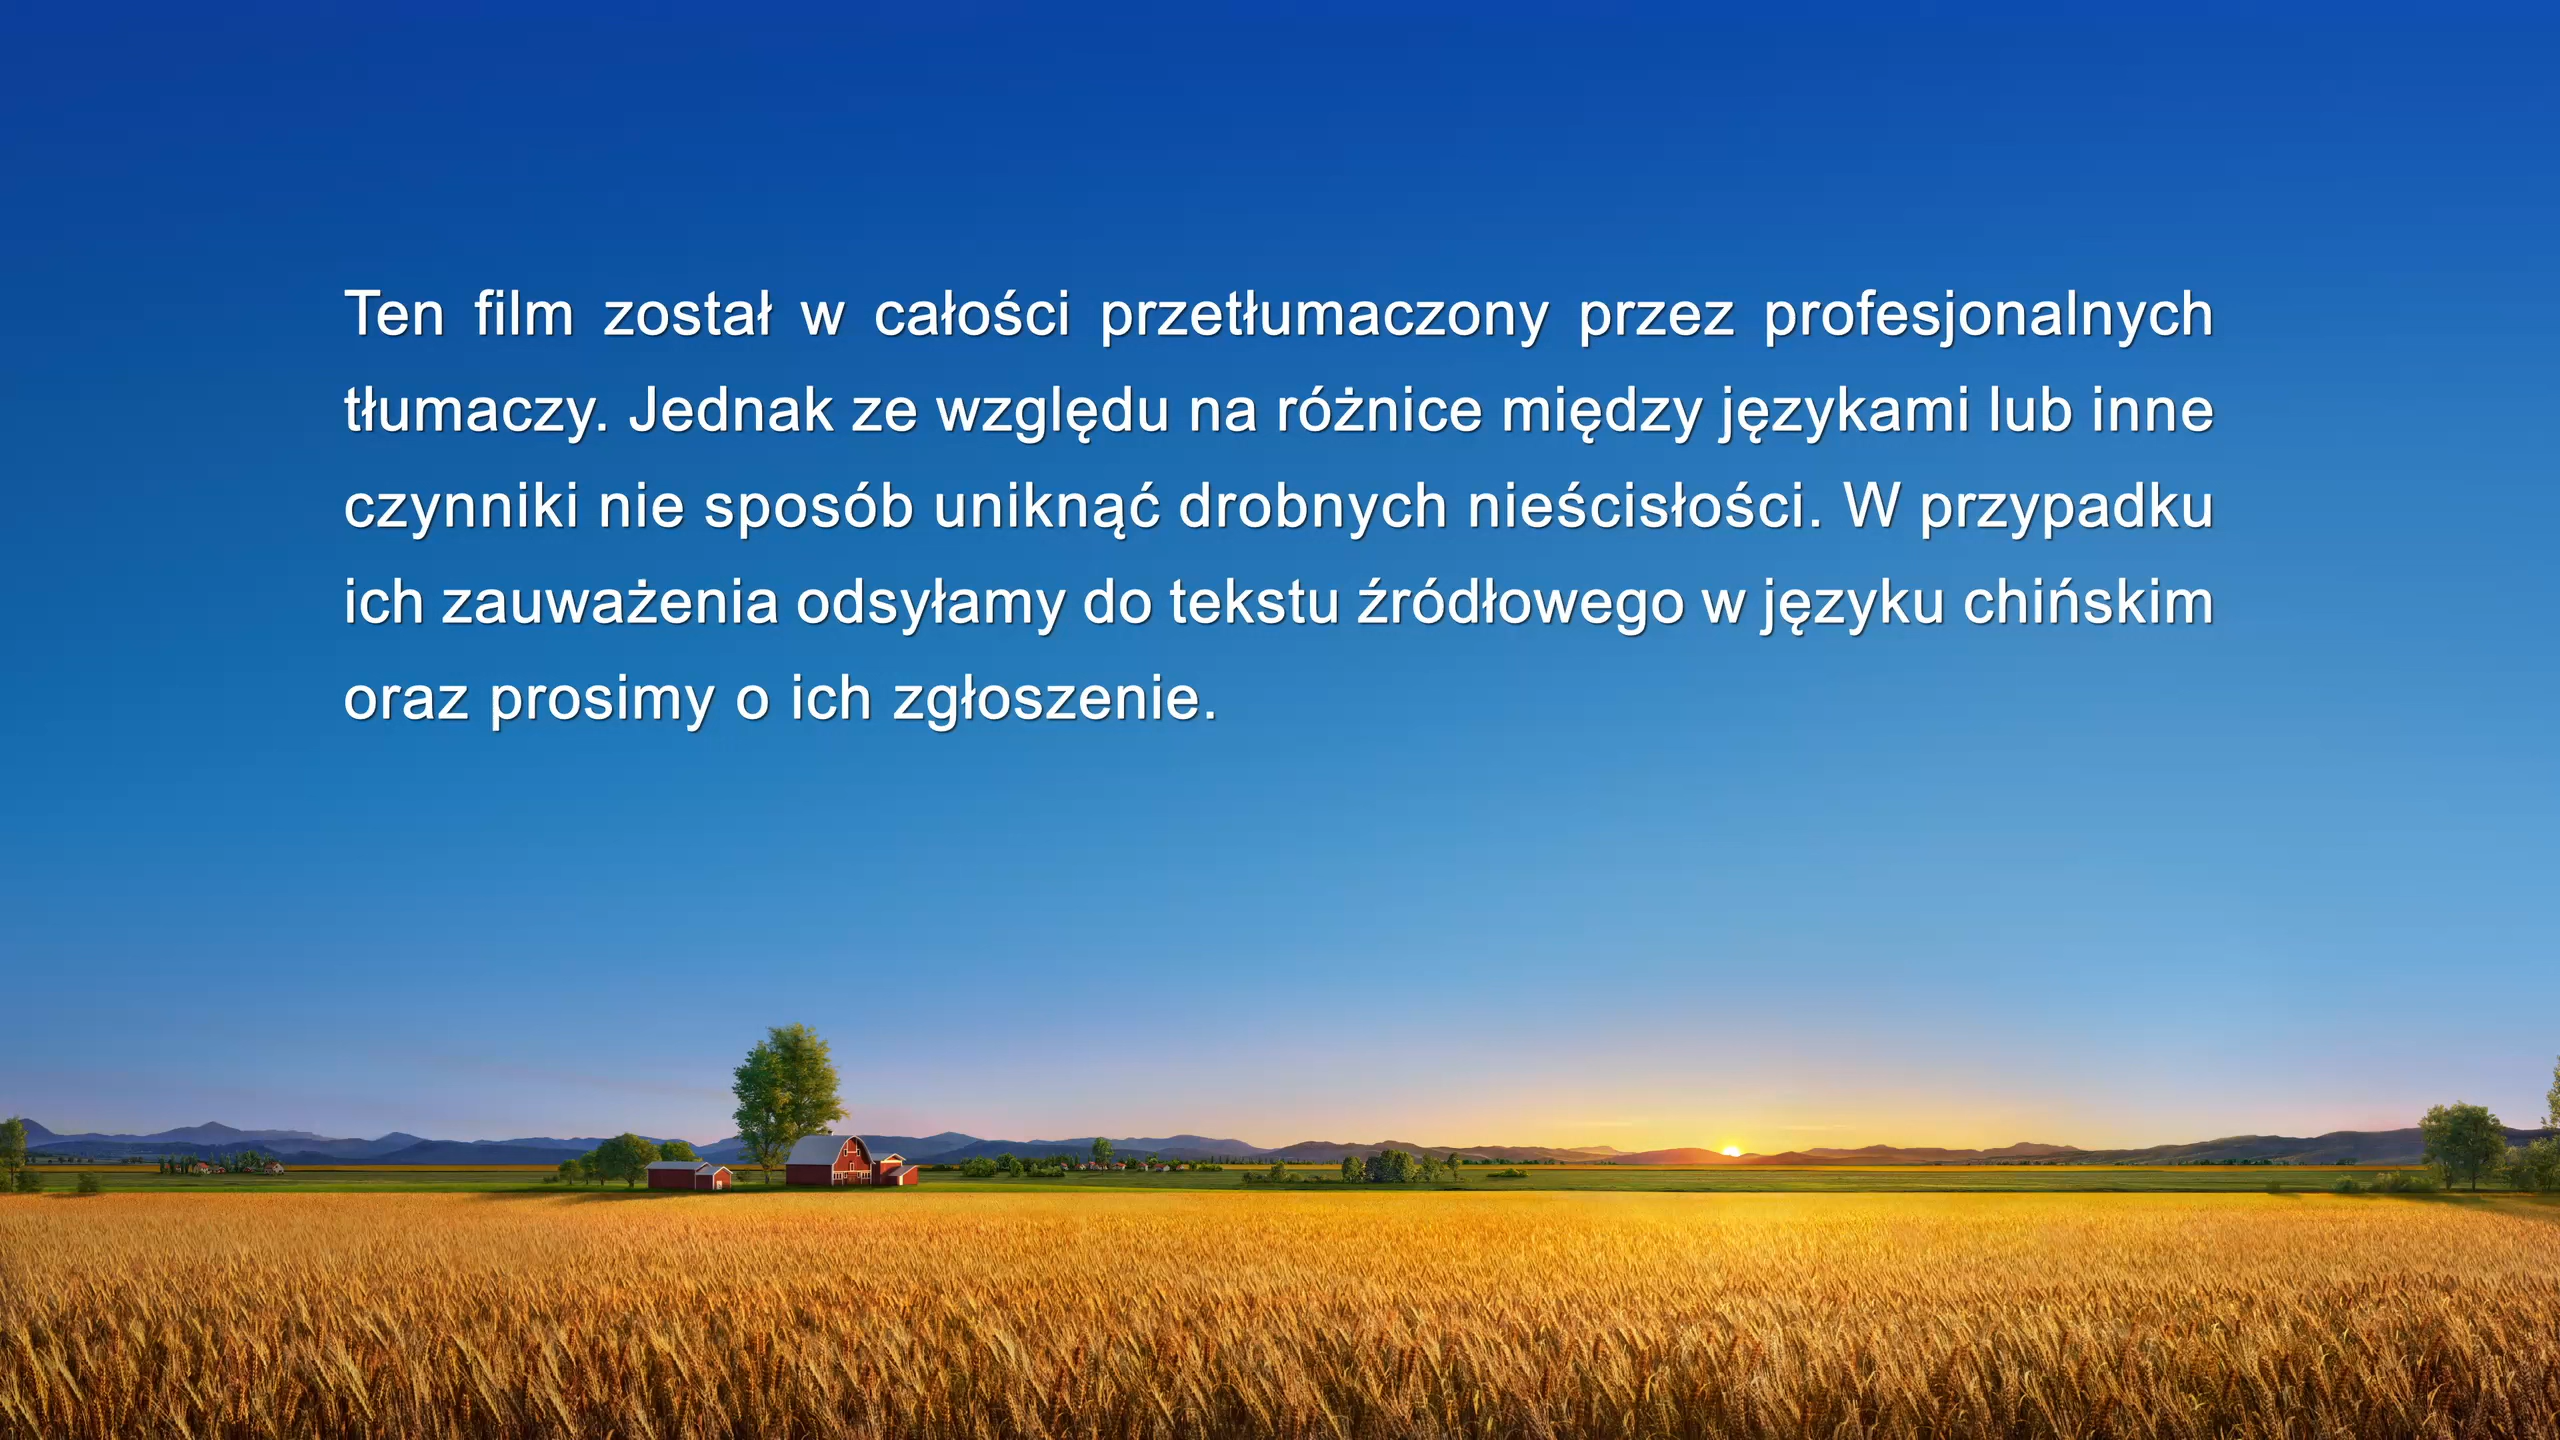 Ten film został w całości przetłumaczony przez profesjonalnych
tłumaczy. Jednak ze względu na różnice między językami lub inne
czynniki nie sposób uniknąć drobnych nieścisłości. W przypadku
ich zauważenia odsyłamy do tekstu źródłowego w języku chińskim
oraz prosimy o ich zgłoszenie.